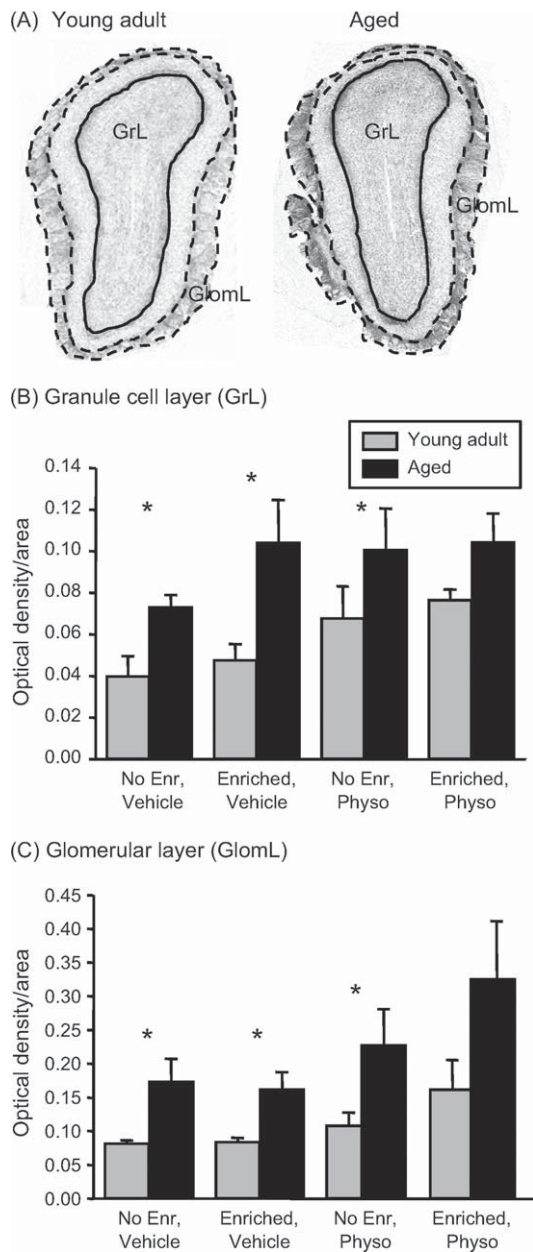 (A) Young adult Aged
GrL GrL
GlomL
GlomL
(B) Granule cell layer (GrL)
Young adult
Aged
0.14
*
*
*
0.12
0.10
0.08
0.06
0.04
0.02
0.00
Optical density/area
No Enr, Enriched, No Enr, Enriched,
Vehicle Vehicle Physo Physo
(C) Glomerular layer (GlomL)
0.45
0.40
0.35
0.30
0.25
0.20
0.15
0.10
0.05
0.00
Optical density/area
*
*
*
No Enr, Enriched, No Enr, Enriched,
Vehicle Vehicle Physo Physo